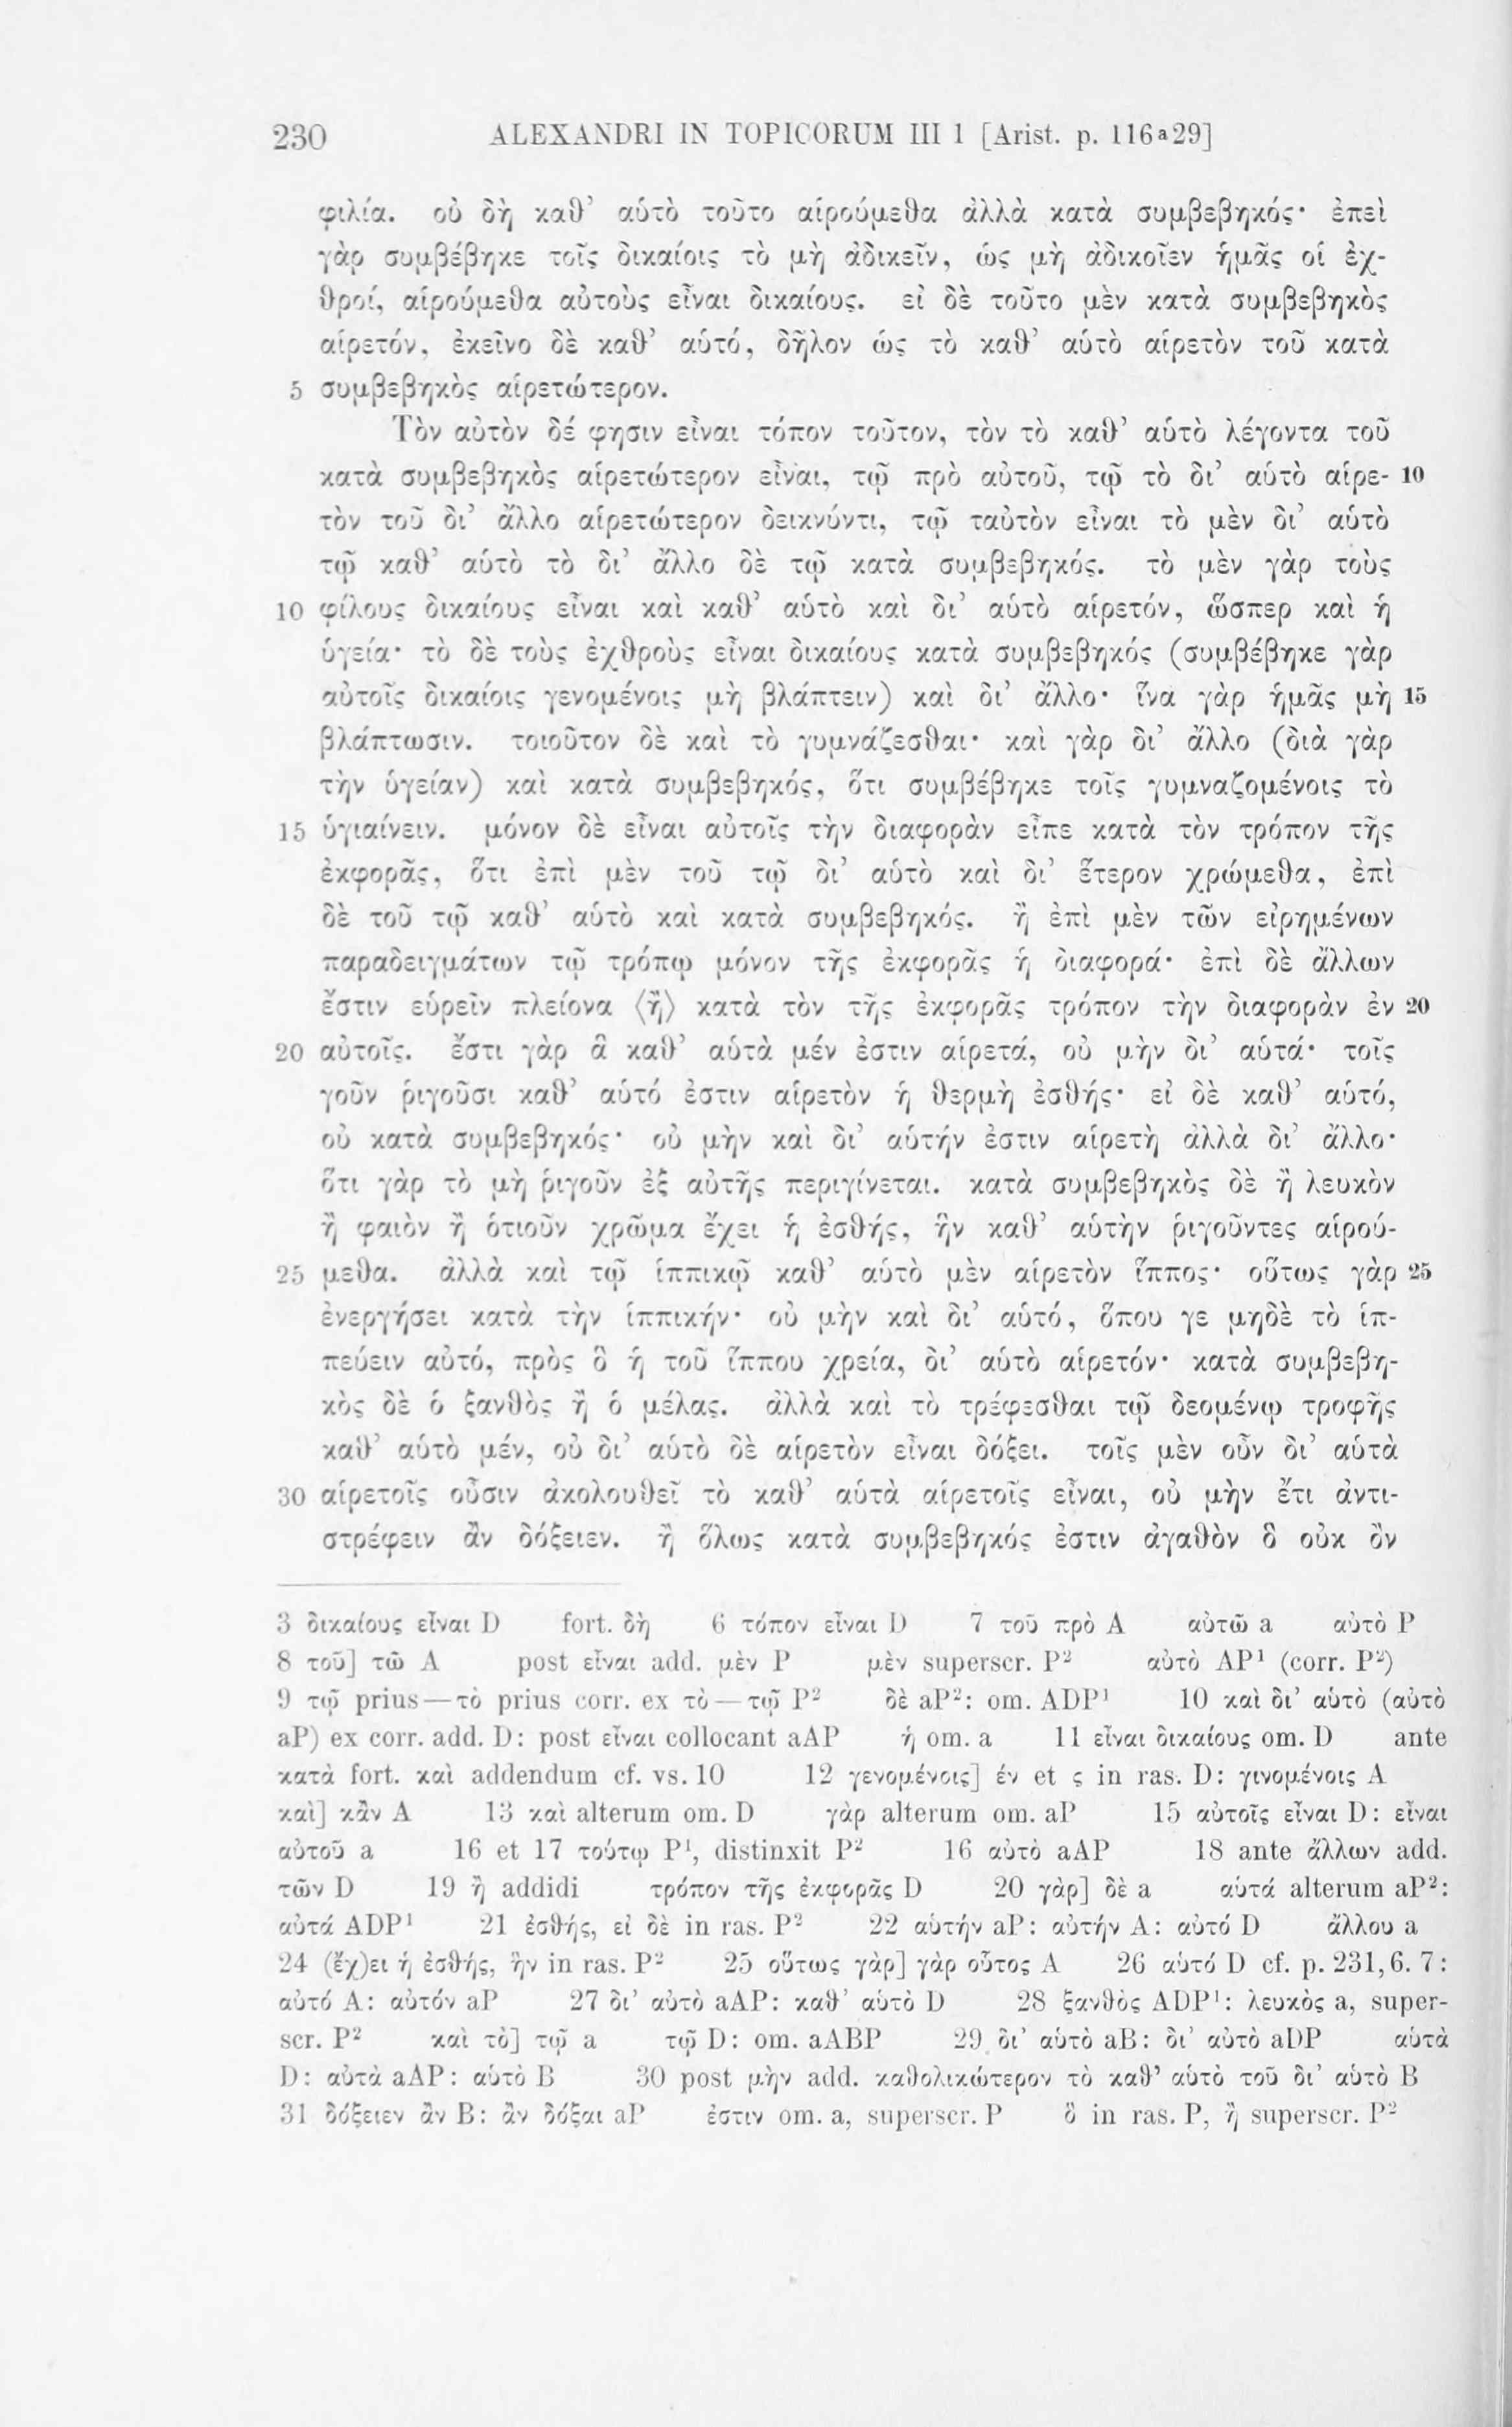 230 ALEXANDRI IN TOPICORUM III 1 [Arist. p. 116ª29]
φιλία. οὐ δὴ καθ' αὑτὸ τοῦτο αἱρούμεθα ἀλλὰ κατὰ συμβεβηκός· ἐπεὶ
γὰρ συμβέβηκε τοῖς δικαίοις τὸ μὴ ἀδικεῖν, ὡς μὴ ἀδικοῖεν ἡμᾶς οἱ ἐχ-
θροί, αἱρούμεθα αὐτοὺς εἶναι δικαίους. εἰ δὲ τοῦτο μὲν κατὰ συμβεβηκὸς
αἱρετόν, ἐκεῖνο δὲ καθ' αὑτό, δῆλον ὡς τὸ καθ' αὑτὸ αἱρετὸν τοῦ κατὰ
5 συμβεβηκὸς αἱρετώτερον.
Τὸν αὐτὸν δέ φησιν εἶναι τόπον τοῦτον, τὸν τὸ καθ' αὑτὸ λέγοντα τοῦ
κατὰ συμβεβηκὸς αἱρετώτερον εἶναι, τῷ πρὸ αὐτοῦ, τῷ τὸ δι' αὑτὸ αἱρε- 10
τὸν τοῦ δι' ἄλλο αἱρετώτερον δεικνύντι, τῷ ταὐτὸν εἶναι τὸ μὲν δι' αὑτὸ
τῷ καθ' αὑτὸ τὸ δι' ἄλλο δὲ τῷ κατὰ συμβεβηκός. τὸ μὲν γὰρ τοὺς
10 φίλους δικαίους εἶναι καὶ καθ' αὑτὸ καὶ δι' αὑτὸ αἱρετόν, ὥσπερ καὶ ἡ
ὑγεία· τὸ δὲ τοὺς ἐχθροὺς εἶναι δικαίους κατὰ συμβεβηκός (συμβέβηκε γὰρ
αὐτοῖς δικαίοις γενομένοις μὴ βλάπτειν) καὶ δι' ἄλλο· ἵνα γὰρ ἡμᾶς μὴ 15
βλάπτωσιν. τοιοῦτον δὲ καὶ τὸ γυμνάζεσθαι· καὶ γὰρ δι' ἄλλο (διὰ γὰρ
τὴν ὑγείαν) καὶ κατὰ συμβεβηκός, ὅτι συμβέβηκε τοῖς γυμναζομένοις τὸ
15 ὑγιαίνειν. μόνον δὲ εἶναι αὐτοῖς τὴν διαφορὰν εἶπε κατὰ τὸν τρόπον τῆς
ἐκφορᾶς, ὅτι ἐπὶ μὲν τοῦ τῷ δι' αὑτὸ καὶ δι' ἕτερον χρώμεθα, ἐπὶ
δὲ τοῦ τῷ καθ' αὑτὸ καὶ κατὰ συμβεβηκός. ἢ ἐπὶ μὲν τῶν εἰρημένων
παραδειγμάτων τῷ τρόπῳ μόνον τῆς ἐκφορᾶς ἡ διαφορά· ἐπὶ δὲ ἄλλων
ἔστιν εὑρεῖν πλείονα ⟨ἢ⟩ κατὰ τὸν τῆς ἐκφορᾶς τρόπον τὴν διαφορὰν ἐν 20
20 αὐτοῖς. ἔστι γὰρ ἃ καθ' αὑτὰ μέν ἐστιν αἱρετά, οὐ μὴν δι' αὑτά· τοῖς
γοῦν ῥιγοῦσι καθ' αὑτό ἐστιν αἱρετὸν ἡ θερμὴ ἐσθής· εἰ δὲ καθ' αὑτό,
οὐ κατὰ συμβεβηκός· οὐ μὴν καὶ δι' αὑτήν ἐστιν αἱρετὴ ἀλλὰ δι' ἄλλο·
ὅτι γὰρ τὸ μὴ ῥιγοῦν ἐξ αὐτῆς περιγίνεται. κατὰ συμβεβηκὸς δὲ ἢ λευκὸν
ἢ φαιὸν ἢ ὁτιοῦν χρῶμα ἔχει ἡ ἐσθής, ἣν καθ' αὑτὴν ῥιγοῦντες αἱρού-
25 μεθα. ἀλλὰ καὶ τῷ ἱππικῷ καθ' αὑτὸ μὲν αἱρετὸν ἵππος· οὕτως γὰρ 25
ἐνεργήσει κατὰ τὴν ἱππικήν· οὐ μὴν καὶ δι' αὑτό, ὅπου γε μηδὲ τὸ ἱπ-
πεύειν αὐτό, πρὸς ὃ ἡ τοῦ ἵππου χρεία, δι' αὑτὸ αἱρετόν· κατὰ συμβεβη-
κὸς δὲ ὁ ξανθὸς ἢ ὁ μέλας. ἀλλὰ καὶ τὸ τρέφεσθαι τῷ δεομένῳ τροφῆς
καθ' αὑτὸ μέν, οὐ δι' αὑτὸ δὲ αἱρετὸν εἶναι δόξει. τοῖς μὲν οὖν δι' αὑτὰ
30 αἱρετοῖς οὖσιν ἀκολουθεῖ τὸ καθ' αὑτὰ αἱρετοῖς εἶναι, οὐ μὴν ἔτι ἀντι-
στρέφειν ἂν δόξειεν. ἢ ὅλως κατὰ συμβεβηκός ἐστιν ἀγαθὸν ὃ οὐκ ὂν
3 δικαίους εἶναι D fort. δὴ 6 τόπον εἶναι D 7 τοῦ πρὸ A αὐτῶ a αὐτὸ P
8 τοῦ] τῶ A post εἶναι add. μὲν P μὲν superscr. P² αὐτὸ AP¹ (corr. P²)
9 τῷ prius—τὸ prius corr. ex τὸ—τῷ P² δὲ aP²: om. ADP¹ 10 καὶ δι' αὑτὸ (αὐτὸ
aP) ex corr. add. D: post εἶναι collocant aAP ἡ om. a 11 εἶναι δικαίους om. D ante
κατὰ fort. καὶ addendum cf. vs. 10 12 γενομένοις] έν et ς in ras. D: γινομένοις A
καὶ] κἂν A 13 καὶ alterum om. D γὰρ alterum om. aP 15 αὐτοῖς εἶναι D: εἶναι
αὐτοῦ a 16 et 17 τούτῳ P¹, distinxit P² 16 αὐτὸ aAP 18 ante ἄλλων add.
τῶν D 19 ἢ addidi τρόπον τῆς ἐκφορᾶς D 20 γὰρ] δὲ a αὑτά alterum aP²:
αὐτά ADP¹ 21 ἐσθής, εἰ δὲ in ras. P² 22 αὑτήν aP: αὐτήν A: αὐτό D ἄλλου a
24 (ἔχ)ει ἡ ἐσθής, ἣν in ras. P² 25 οὕτως γὰρ] γὰρ οὗτος A 26 αὑτό D cf. p. 231,6. 7:
αὐτό A: αὐτόν aP 27 δι' αὐτὸ aAP: καθ' αὑτὸ D 28 ξανθὸς ADP¹: λευκὸς a, super-
scr. P² καὶ τὸ] τῷ a τῷ D: om. aABP 29 δι' αὑτὸ aB: δι' αὐτὸ aDP αὑτὰ
D: αὐτὰ aAP: αὑτὸ B 30 post μὴν add. καθολικώτερον τὸ καθ' αὑτὸ τοῦ δι' αὑτὸ B
31 δόξειεν ἂν B: ἂν δόξαι aP ἐστιν om. a, superscr. P ὃ in ras. P, ἢ superscr. P²